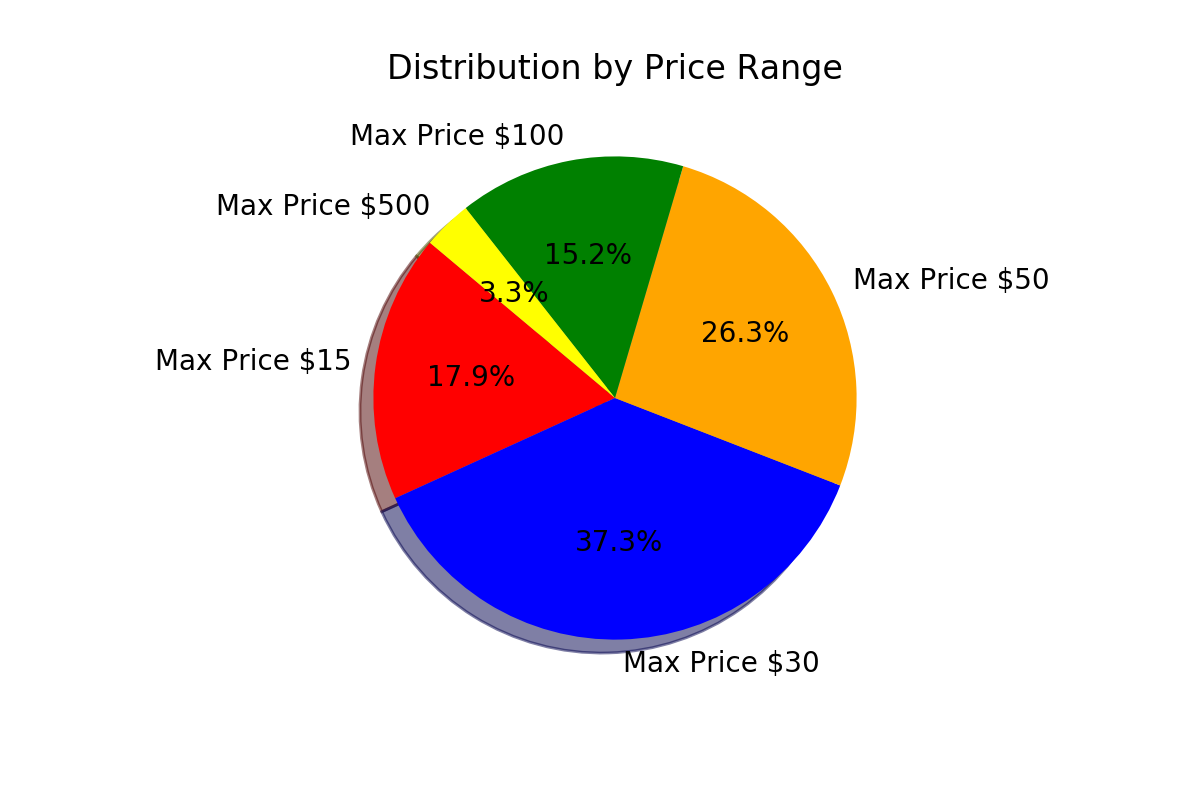 Distribution by Price Range
Max Price $100
Max Price $500
15.2%
Max Price $50
3.3%
26.3%
Max Price $15
17.9%
37.3%
Max Price $30